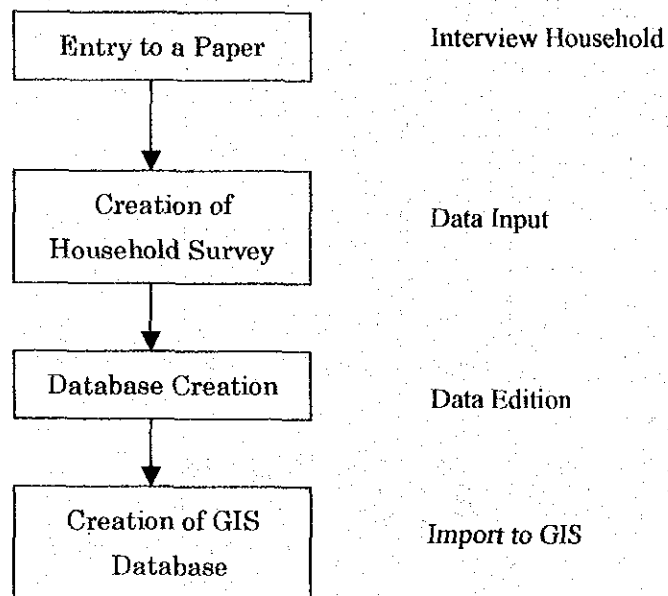 Entry to a Paper
Interview Household
Creation of
Household Survey
Data Input
Database Creation
Data Edition
Creation of GIS
Database
Import to GIS